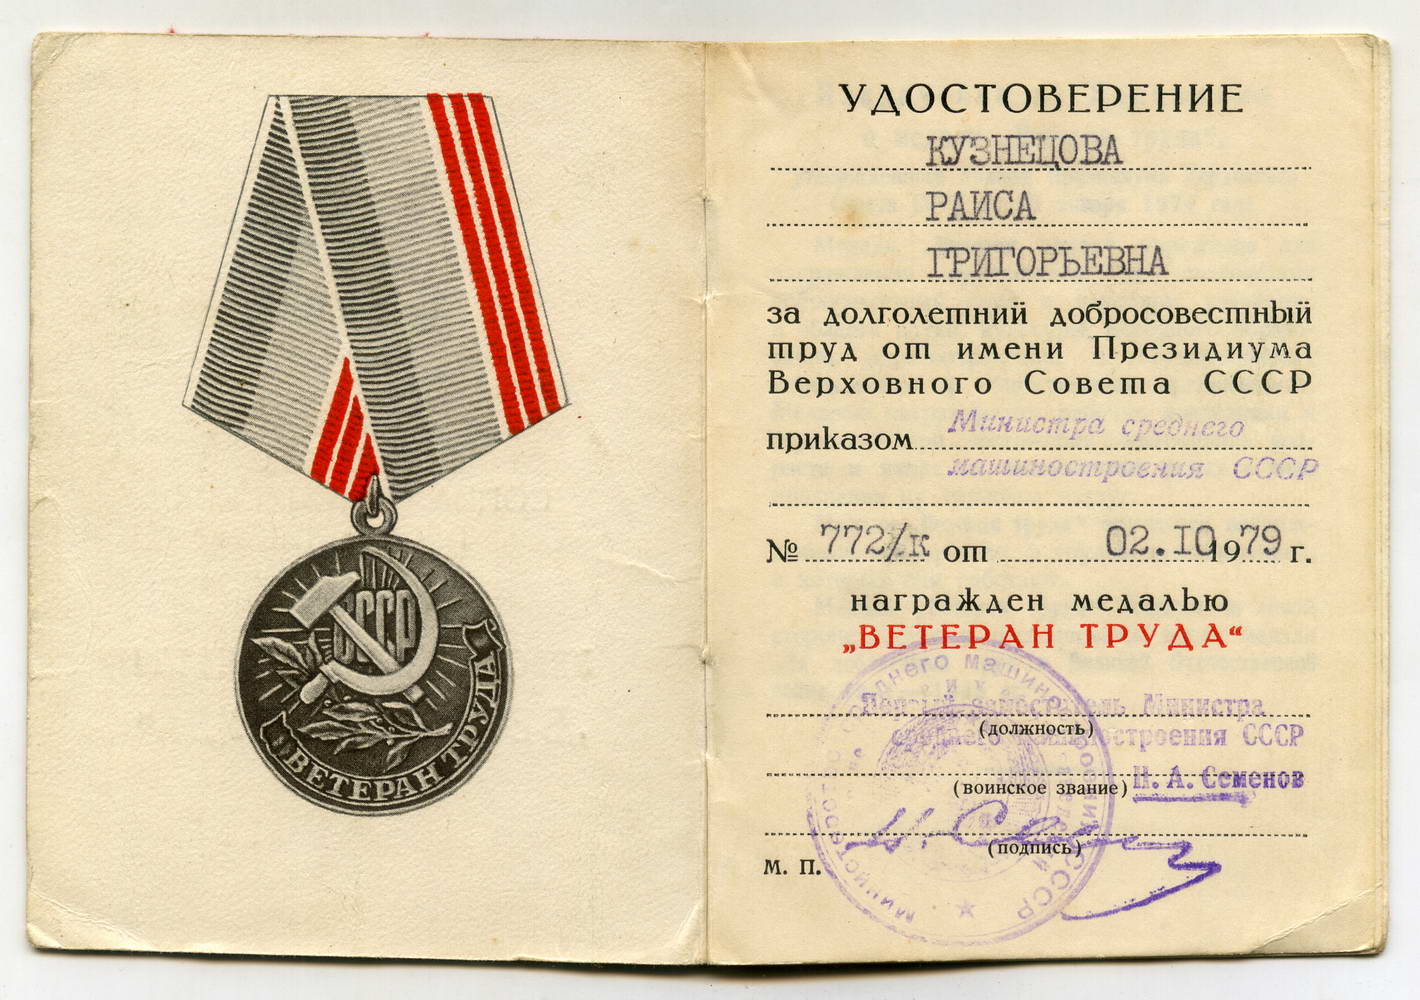 СССР
ВЕТЕРАН ТРУДА
УДОСТОВЕРЕНИЕ
КУЗНЕЦОВА
РАИСА
ГРИГОРЬЕВНА
за долголетний добросовестный
труд от имени Президиума
Верховного Совета СССР
приказом Министра среднего
машиностроения СССР
№ 772/к от 02.IO 1979 г.
награжден медалью
„ВЕТЕРАН ТРУДА“
Первый заместитель Министра
(должность)
среднего машиностроения СССР
(воинское звание) Н. А. Семенов
(подпись)
М. П.